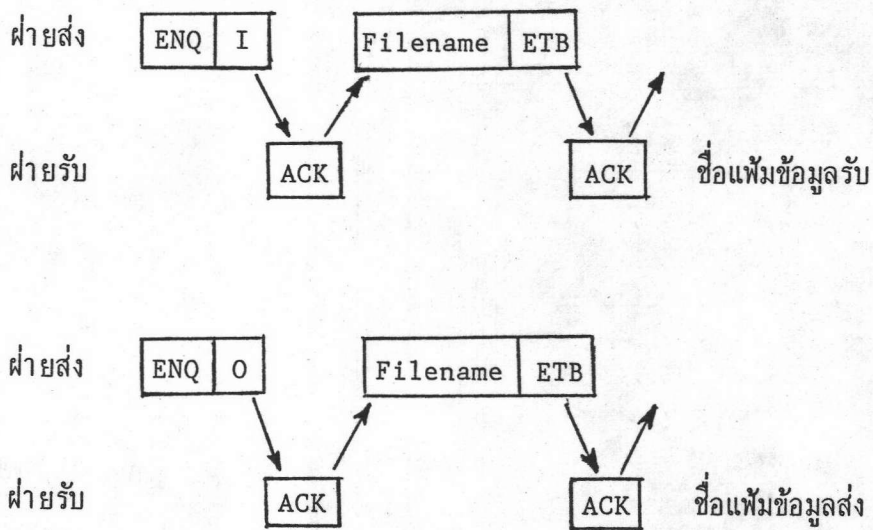 ฝ่ายส่ง ENQ I Filename ETB
ฝ่ายรับ ACK ACK ชื่อแฟ้มข้อมูลรับ
ฝ่ายส่ง ENQ O Filename ETB
ฝ่ายรับ ACK ACK ชื่อแฟ้มข้อมูลส่ง